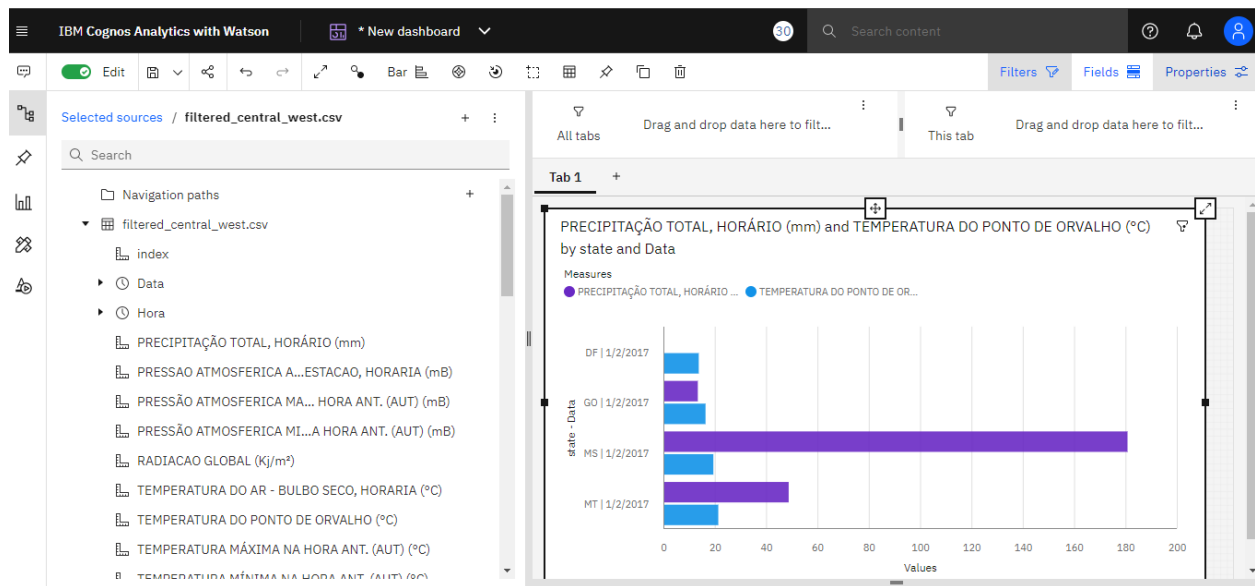 IBM Cognos Analytics with Watson
* New dashboard
30
Search content
Edit
Bar
Filters
Fields
Properties
Selected sources / filtered_central_west.csv
Search
Navigation paths
filtered_central_west.csv
index
Data
Hora
PRECIPITAÇÃO TOTAL, HORÁRIO (mm)
PRESSAO ATMOSFERICA A...ESTACAO, HORARIA (mB)
PRESSÃO ATMOSFERICA MA... HORA ANT. (AUT) (mB)
PRESSÃO ATMOSFERICA MI...A HORA ANT. (AUT) (mB)
RADIACAO GLOBAL (Kj/m²)
TEMPERATURA DO AR - BULBO SECO, HORARIA (°C)
TEMPERATURA DO PONTO DE ORVALHO (°C)
TEMPERATURA MÁXIMA NA HORA ANT. (AUT) (°C)
TEMPERATURA MÍNIMA NA HORA ANT. (AUT) (°C)
All tabs
Drag and drop data here to filt...
This tab
Drag and drop data here to filt...
Tab 1
PRECIPITAÇÃO TOTAL, HORÁRIO (mm) and TEMPERATURA DO PONTO DE ORVALHO (°C)
by state and Data
Measures
PRECIPITAÇÃO TOTAL, HORÁRIO ... TEMPERATURA DO PONTO DE OR...
state - Data
DF | 1/2/2017
GO | 1/2/2017
MS | 1/2/2017
MT | 1/2/2017
0 20 40 60 80 100 120 140 160 180 200
Values